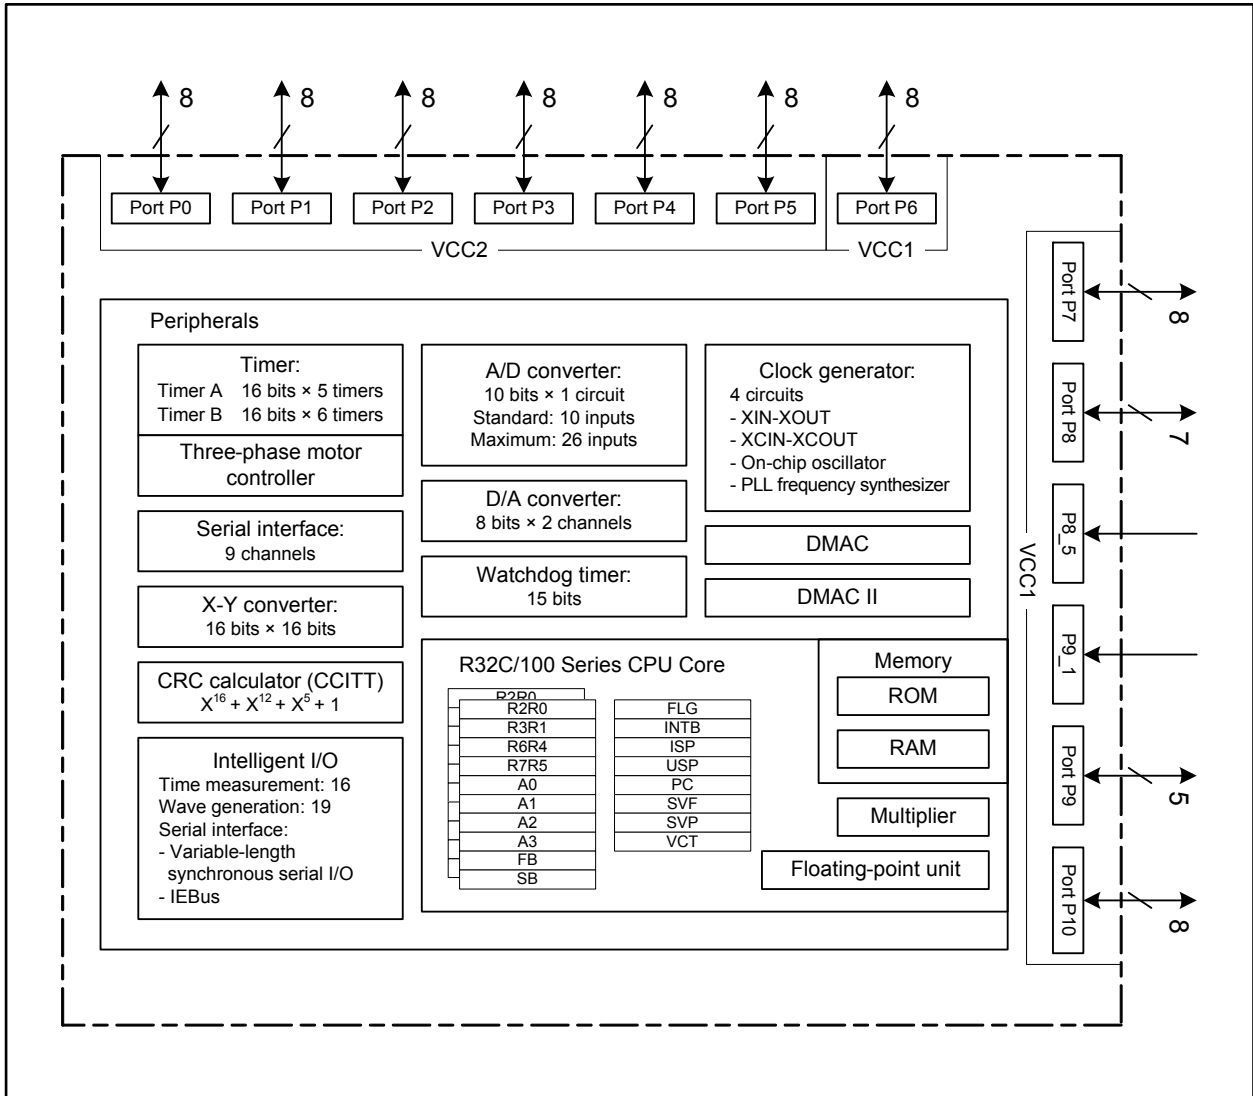 8 8 8 8 8 8 8
Port P0 Port P1 Port P2 Port P3 Port P4 Port P5 Port P6
VCC2 VCC1
Peripherals
Timer:
Timer A 16 bits × 5 timers
Timer B 16 bits × 6 timers
Three-phase motor
controller
Serial interface:
9 channels
X-Y converter:
16 bits × 16 bits
CRC calculator (CCITT)
X¹⁶ + X¹² + X⁵ + 1
Intelligent I/O
Time measurement: 16
Wave generation: 19
Serial interface:
- Variable-length
synchronous serial I/O
- IEBus
A/D converter:
10 bits × 1 circuit
Standard: 10 inputs
Maximum: 26 inputs
D/A converter:
8 bits × 2 channels
Watchdog timer:
15 bits
Clock generator:
4 circuits
- XIN-XOUT
- XCIN-XCOUT
- On-chip oscillator
- PLL frequency synthesizer
DMAC
DMAC II
R32C/100 Series CPU Core
R2R0
R2R0
R3R1
R6R4
R7R5
A0
A1
A2
A3
FB
SB
FLG
INTB
ISP
USP
PC
SVF
SVP
VCT
Memory
ROM
RAM
Multiplier
Floating-point unit
VCC1
Port P7
8
Port P8
7
P8_5
P9_1
Port P9
5
Port P10
8